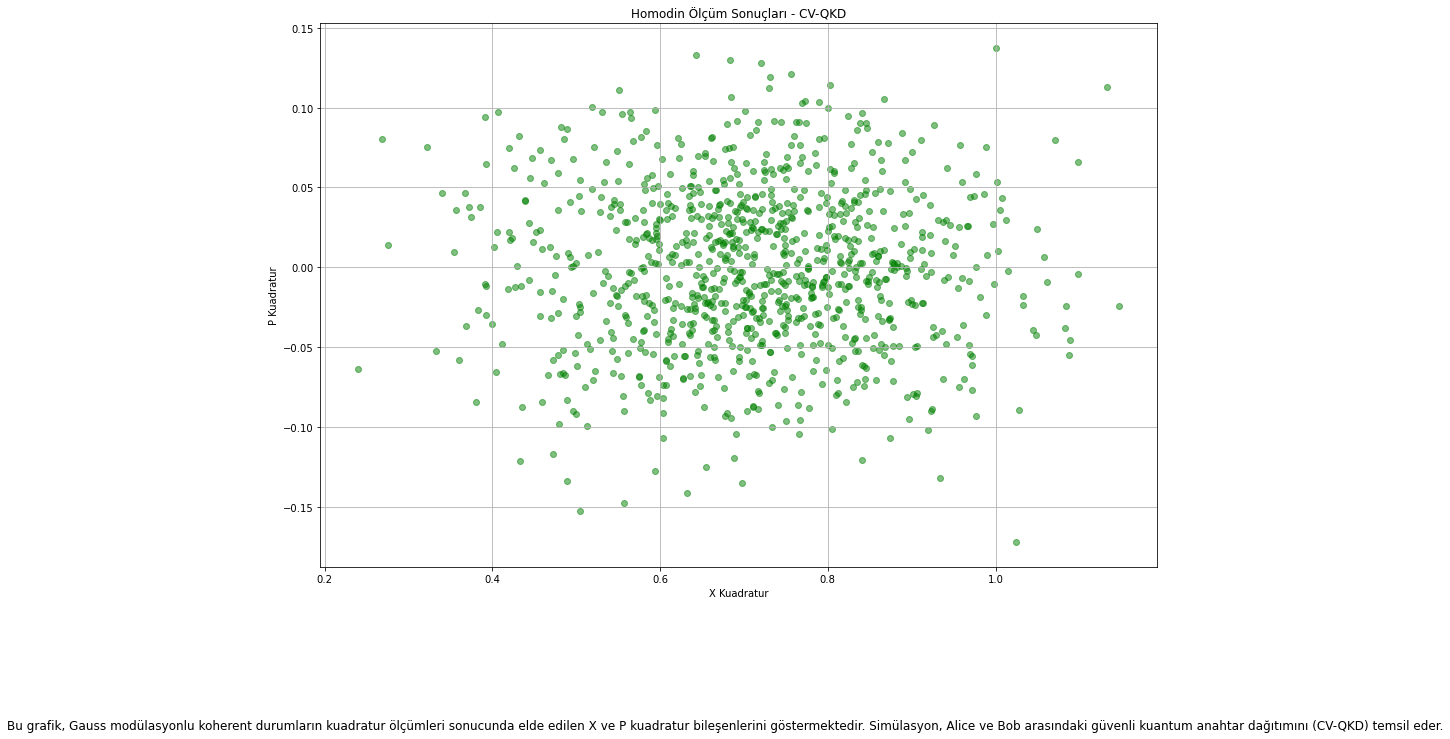 Homodin Ölçüm Sonuçları - CV-QKD
0.15
0.10
0.05
0.00
−0.05
−0.10
−0.15
P Kuadratur
0.2 0.4 0.6 0.8 1.0
X Kuadratur
Bu grafik, Gauss modülasyonlu koherent durumların kuadratur ölçümleri sonucunda elde edilen X ve P kuadratur bileşenlerini göstermektedir. Simülasyon, Alice ve Bob arasındaki güvenli kuantum anahtar dağıtımını (CV-QKD) temsil eder.